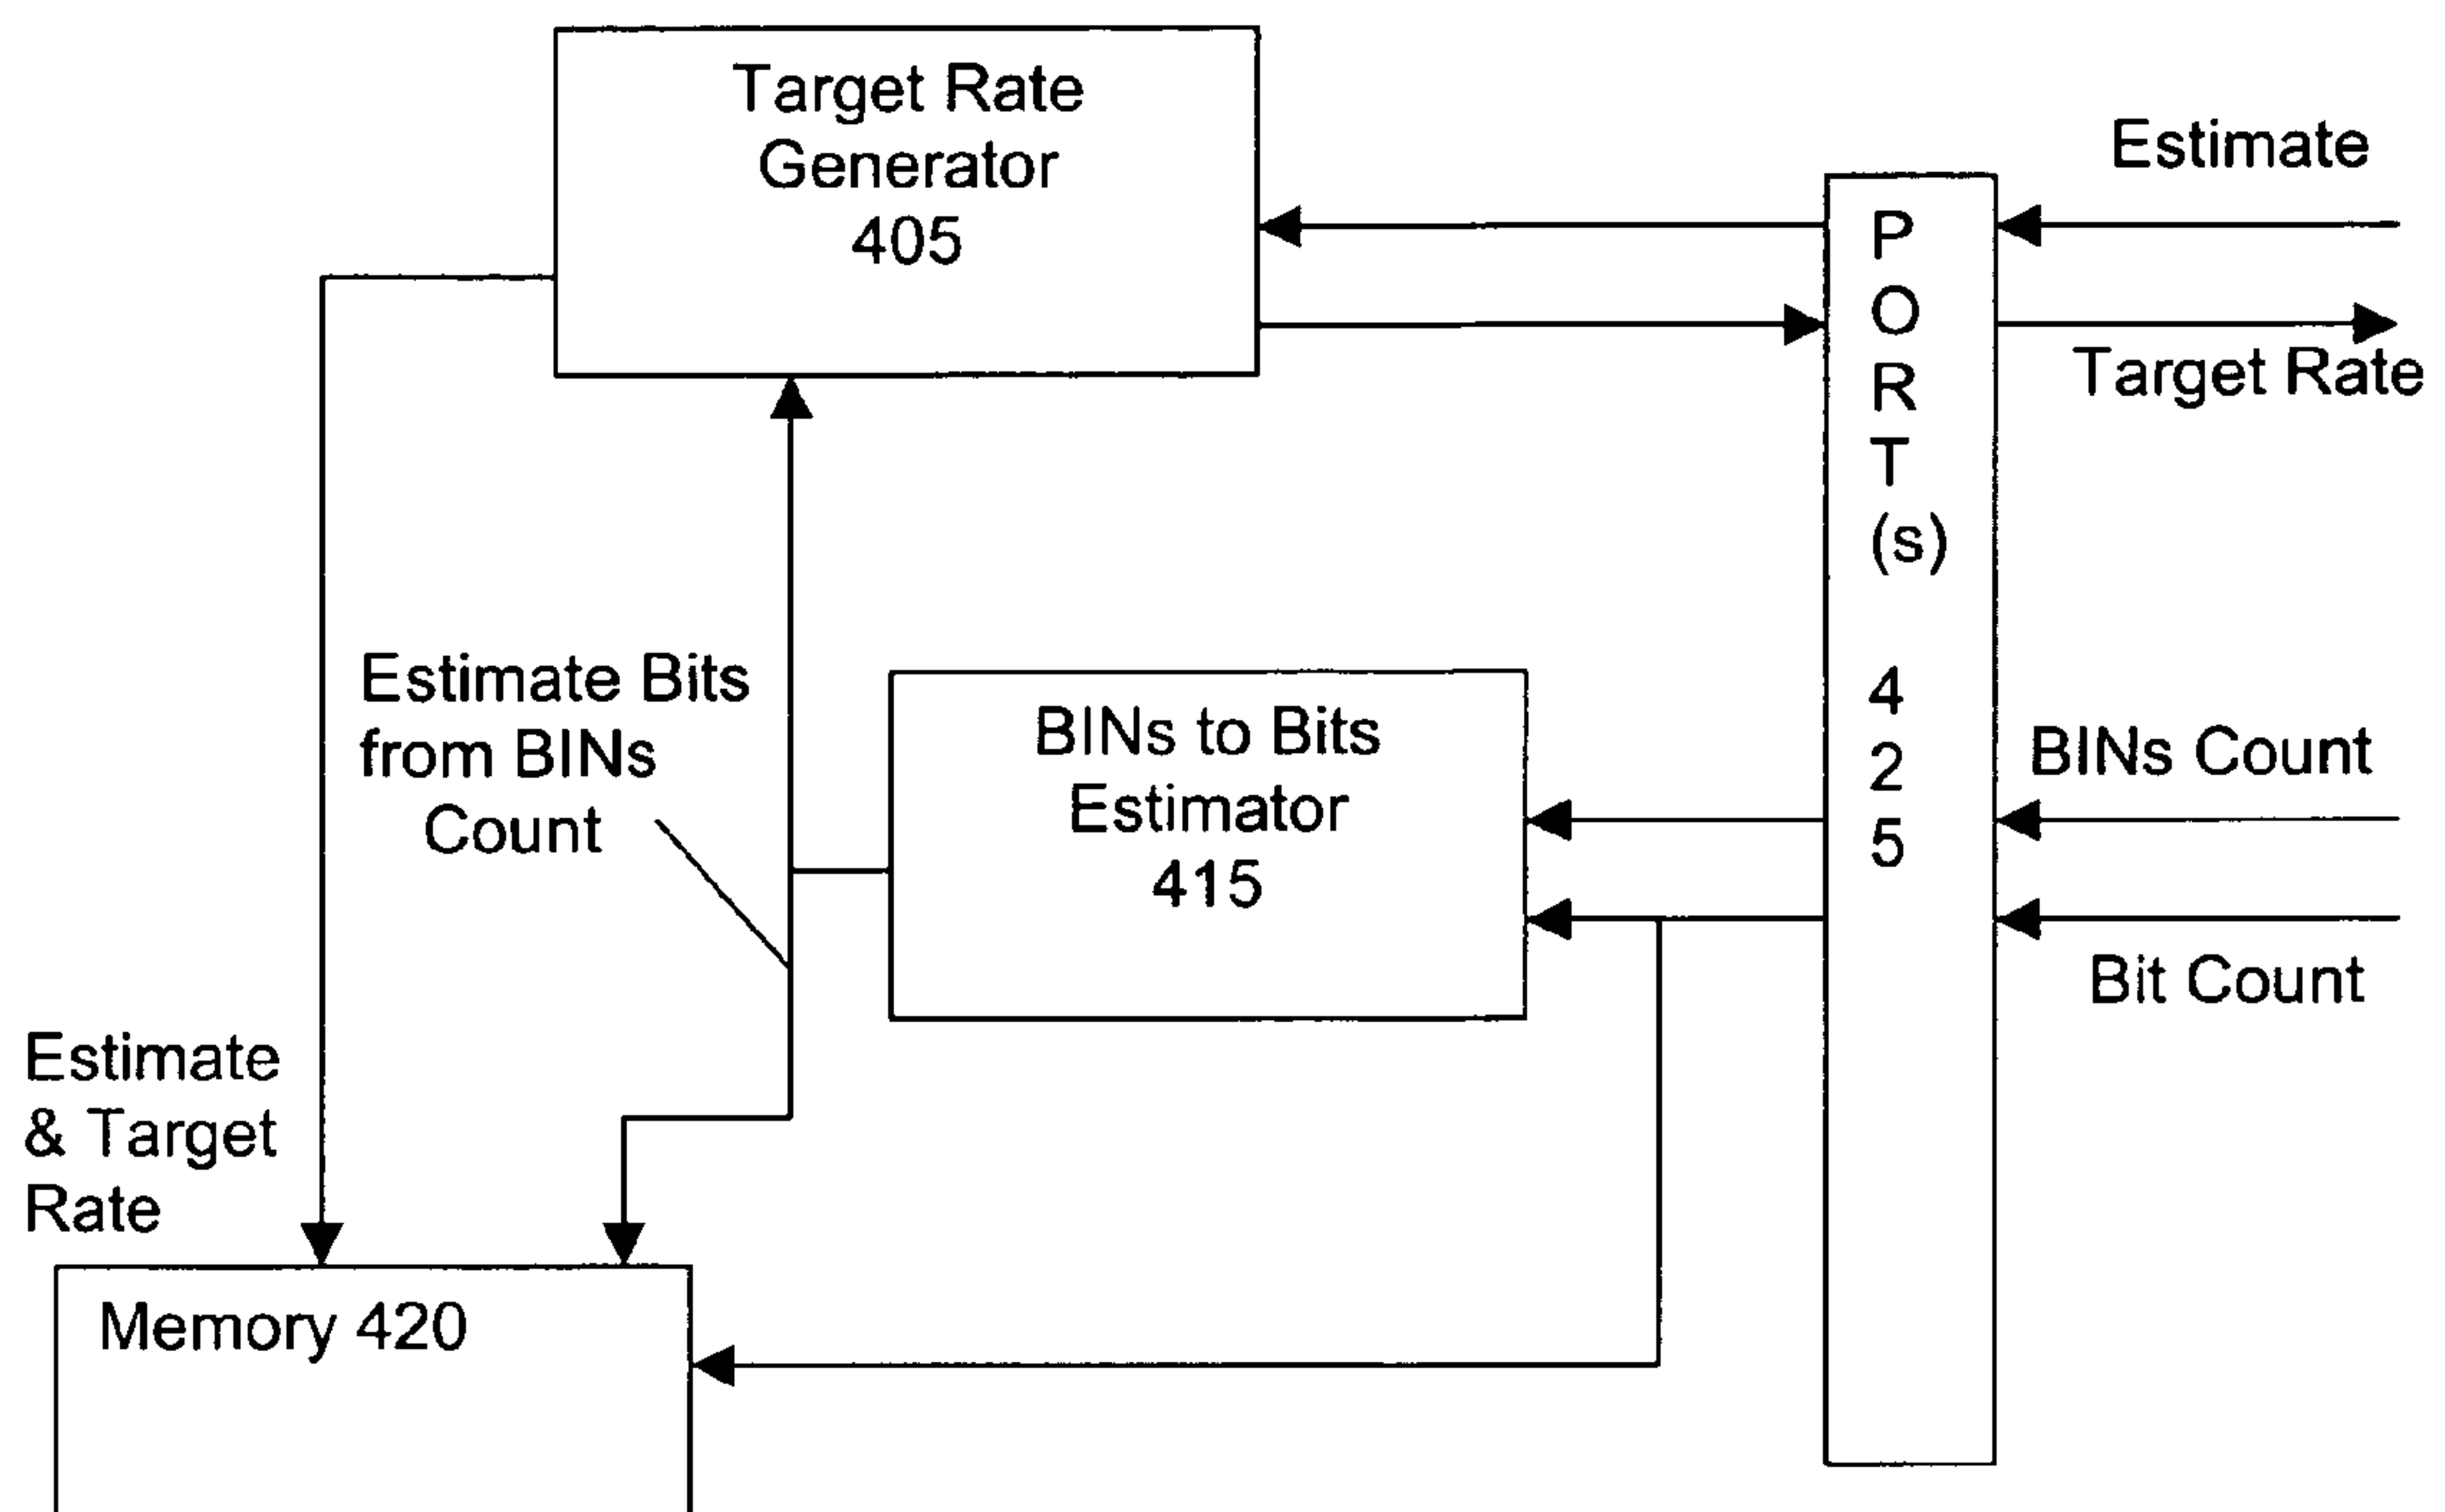 Target Rate
Generator
405
Estimate
Target Rate
P
O
R
T
(s)
4
2
5
Estimate Bits
from BINs
Count
BINs to Bits
Estimator
415
BINs Count
Bit Count
Estimate
& Target
Rate
Memory 420